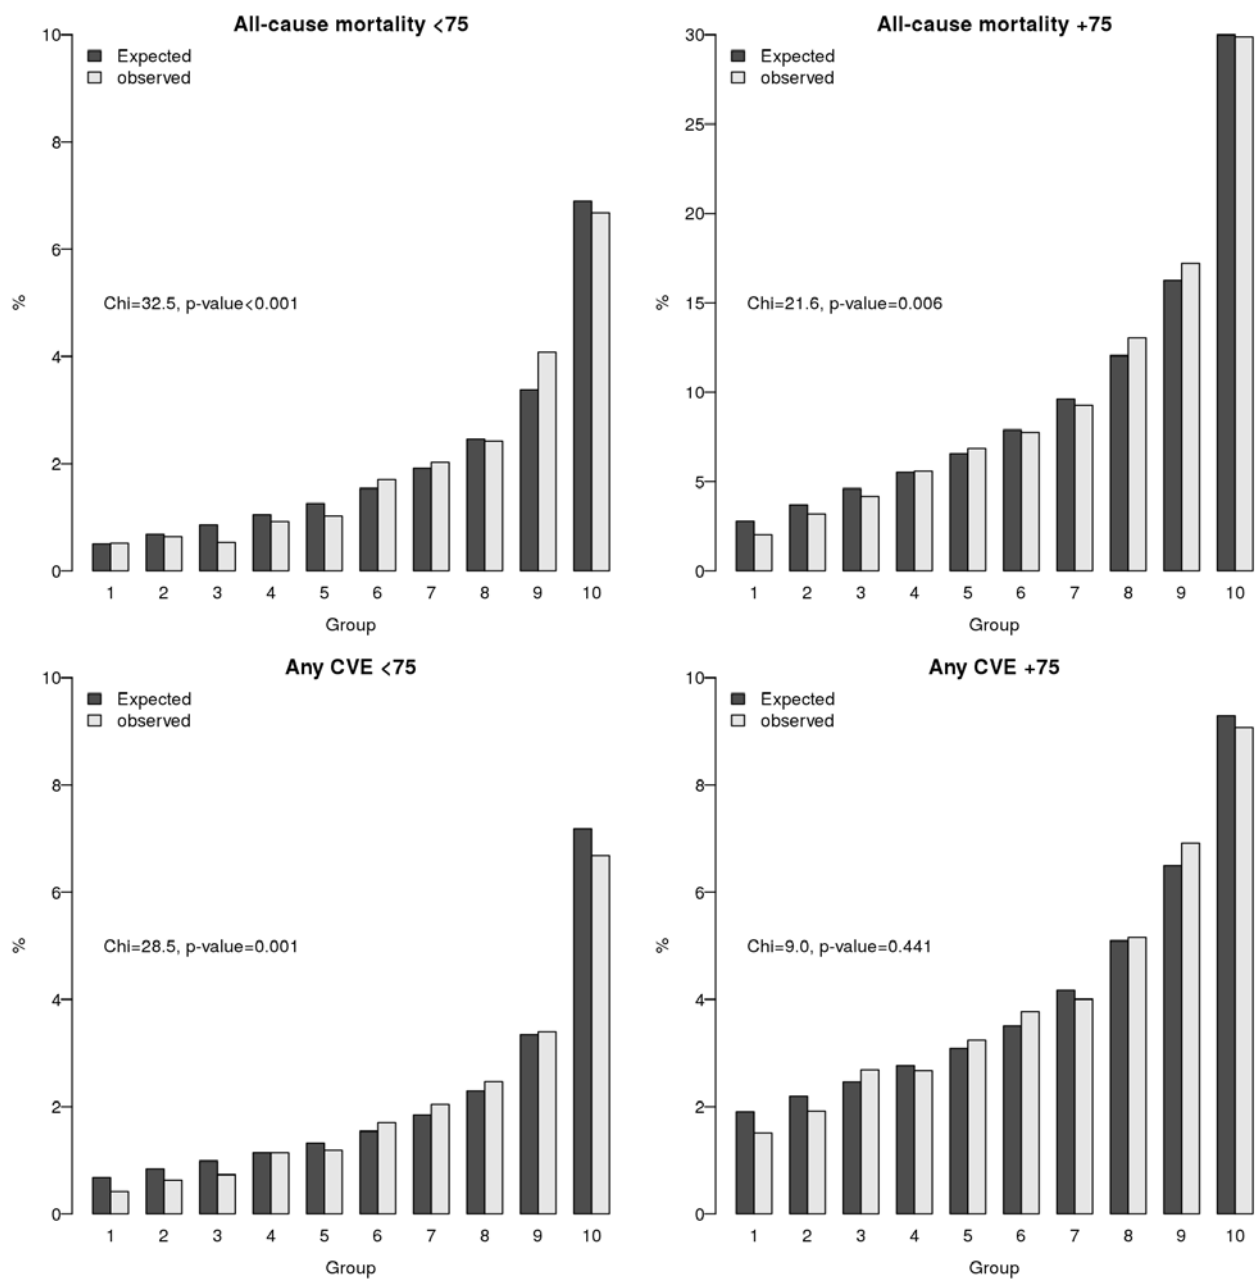 All-cause mortality <75
10
Expected
observed
8
6
%
Chi=32.5, p-value<0.001
4
2
0
1 2 3 4 5 6 7 8 9 10
Group
All-cause mortality +75
30
Expected
observed
25
20
%
15
Chi=21.6, p-value=0.006
10
5
0
1 2 3 4 5 6 7 8 9 10
Group
Any CVE <75
10
Expected
observed
8
6
%
Chi=28.5, p-value=0.001
4
2
0
1 2 3 4 5 6 7 8 9 10
Group
Any CVE +75
10
Expected
observed
8
6
%
Chi=9.0, p-value=0.441
4
2
0
1 2 3 4 5 6 7 8 9 10
Group